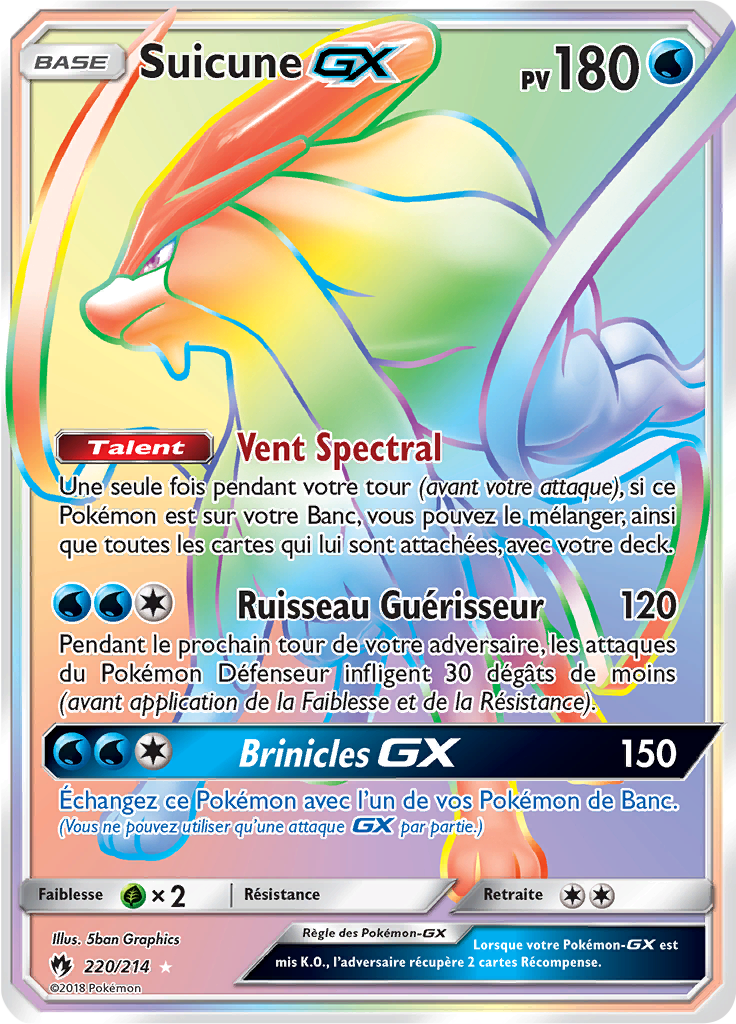 BASE Suicune GX PV 180
Talent Vent Spectral
Une seule fois pendant votre tour (avant votre attaque), si ce
Pokémon est sur votre Banc, vous pouvez le mélanger, ainsi
que toutes les cartes qui lui sont attachées, avec votre deck.
Ruisseau Guérisseur 120
Pendant le prochain tour de votre adversaire, les attaques
du Pokémon Défenseur infligent 30 dégâts de moins
(avant application de la Faiblesse et de la Résistance).
Brinicles GX 150
Échangez ce Pokémon avec l'un de vos Pokémon de Banc.
(Vous ne pouvez utiliser qu'une attaque GX par partie.)
Faiblesse × 2 Résistance Retraite
Illus. 5ban Graphics
220/214
©2018 Pokémon
Règle des Pokémon-GX
Lorsque votre Pokémon-GX est
mis K.O., l'adversaire récupère 2 cartes Récompense.